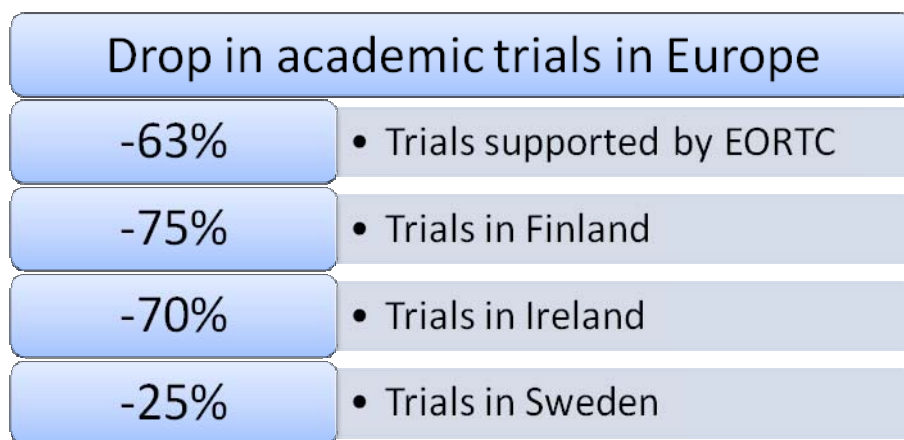 Drop in academic trials in Europe
-63% • Trials supported by EORTC
-75% • Trials in Finland
-70% • Trials in Ireland
-25% • Trials in Sweden